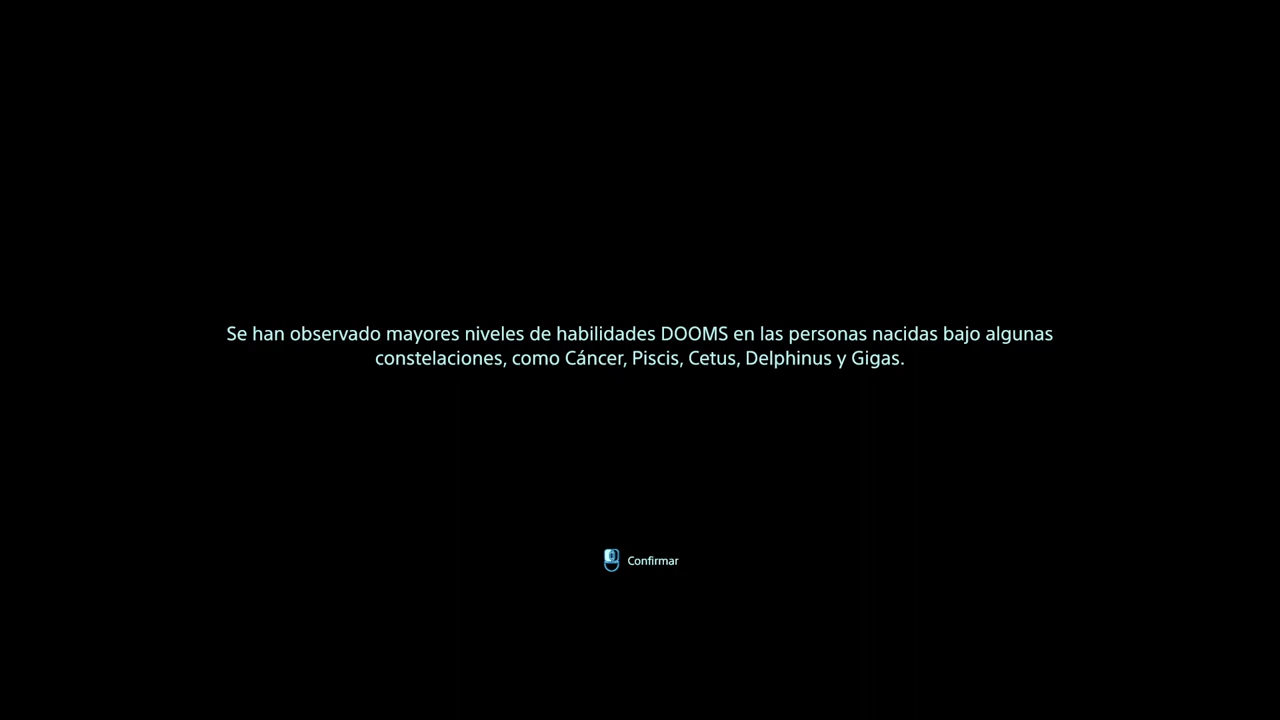 Se han observado mayores niveles de habilidades DOOMS en las personas nacidas bajo algunas
constelaciones, como Cáncer, Piscis, Cetus, Delphinus y Gigas.
Confirmar